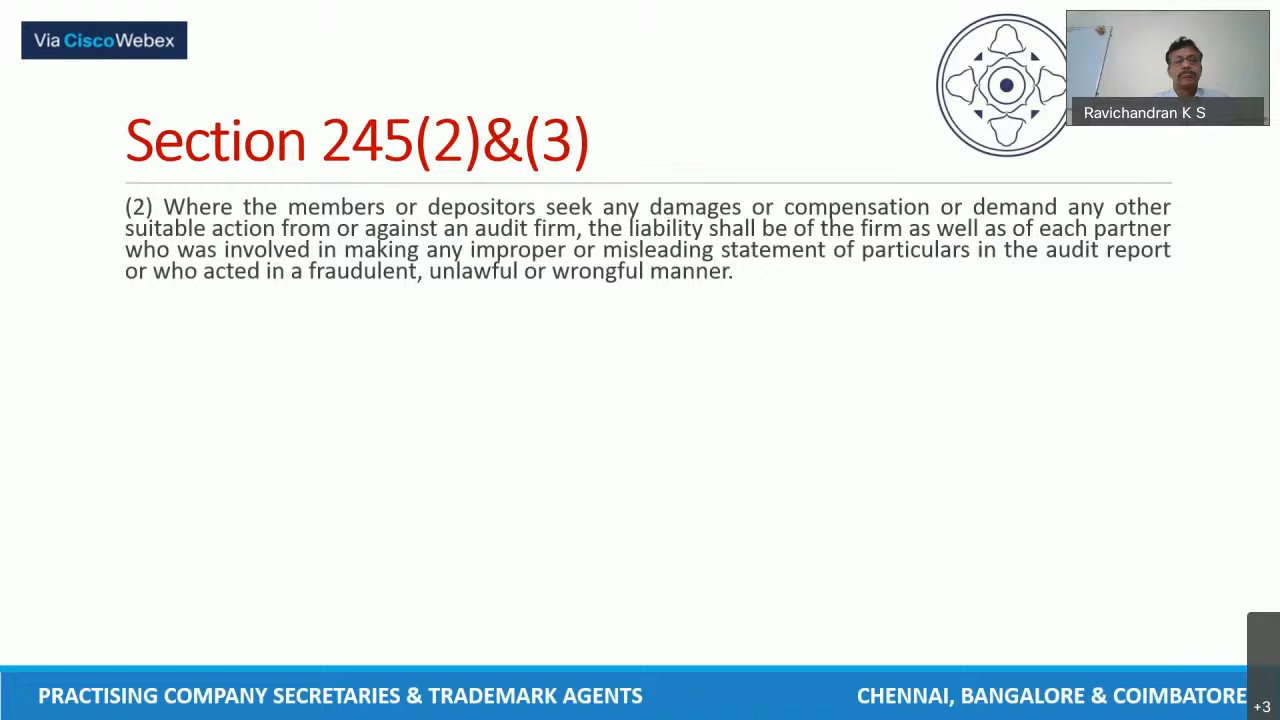 Via CiscoWebex
Ravichandran K S
Section 245(2)&(3)
(2) Where the members or depositors seek any damages or compensation or demand any other
suitable action from or against an audit firm, the liability shall be of the firm as well as of each partner
who was involved in making any improper or misleading statement of particulars in the audit report
or who acted in a fraudulent, unlawful or wrongful manner.
PRACTISING COMPANY SECRETARIES & TRADEMARK AGENTS
CHENNAI, BANGALORE & COIMBATORE
+3